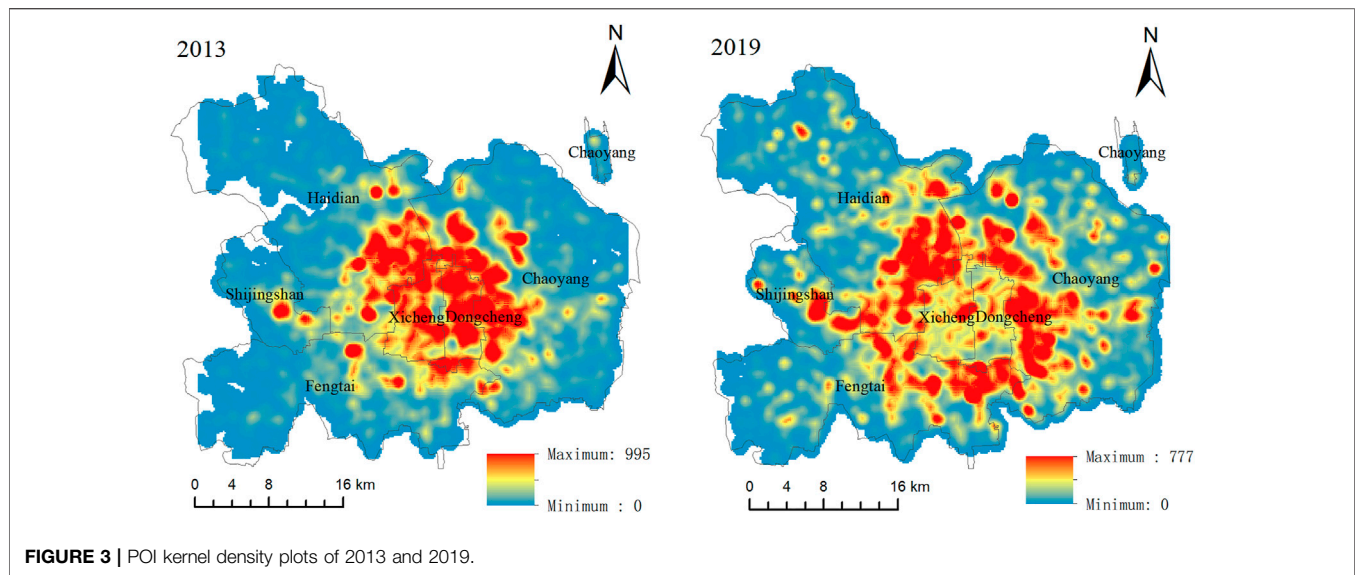 2013
N
Chaoyang
Haidian
Chaoyang
Shijingshan
Xicheng
Dongcheng
Fengtai
Maximum: 995
Minimum : 0
0 4 8 16 km
2019
N
Chaoyang
Haidian
Chaoyang
Shijingshan
Xicheng
Dongcheng
Fengtai
Maximum : 777
Minimum: 0
0 4 8 16 km
FIGURE 3 | POI kernel density plots of 2013 and 2019.